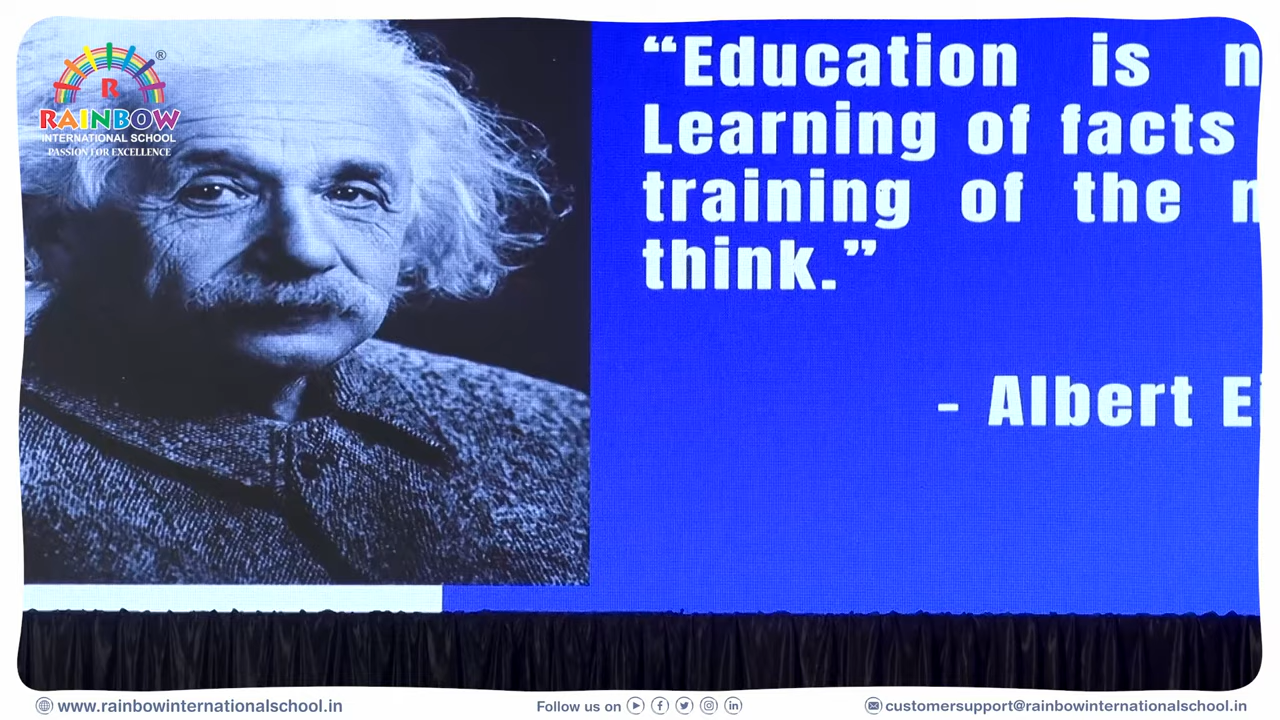 ®
R
RAINBOW
INTERNATIONAL SCHOOL
PASSION FOR EXCELLENCE
“Education is n
Learning of facts
training of the
think.”
- Albert Ei
www.rainbowinternationalschool.in
Follow us on
customersupport@rainbowinternationalschool.in